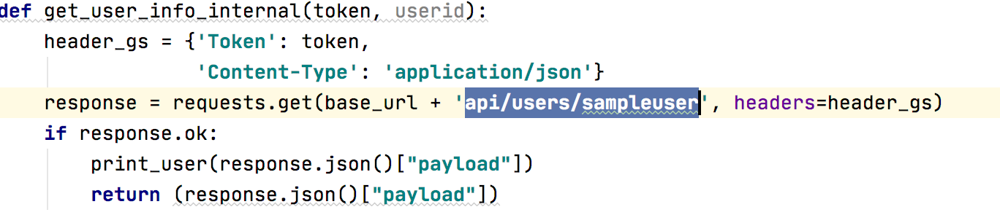 def get_user_info_internal(token, userid):
    header_gs = {'Token': token,
                 'Content-Type': 'application/json'}
    response = requests.get(base_url + 'api/users/sampleuser', headers=header_gs)
    if response.ok:
        print_user(response.json()["payload"])
        return (response.json()["payload"])